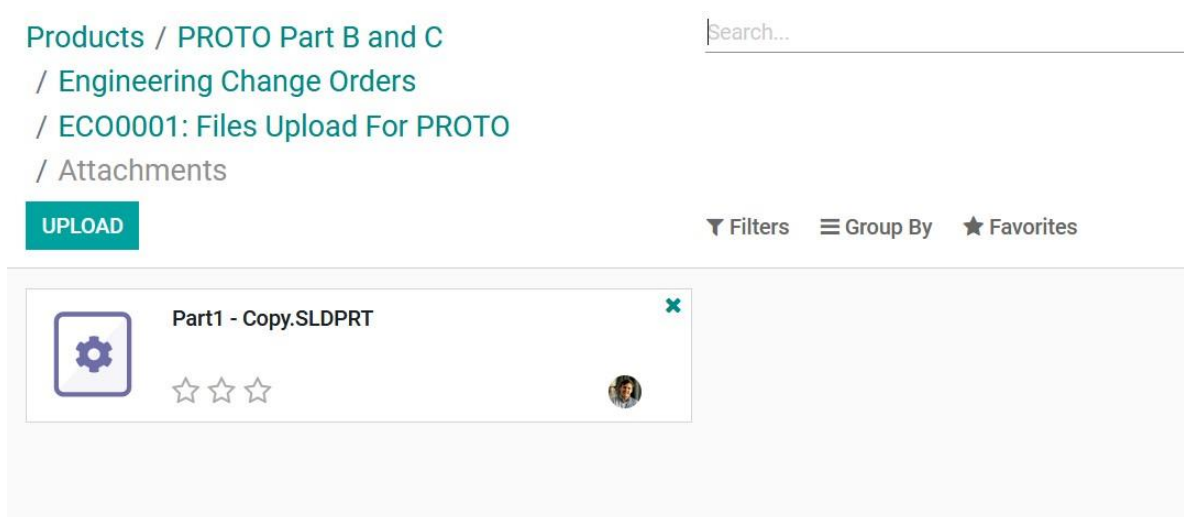 Products / PROTO Part B and C
/ Engineering Change Orders
/ ECO0001: Files Upload For PROTO
/ Attachments
Search...
UPLOAD
Filters Group By Favorites
Part1 - Copy.SLDPRT